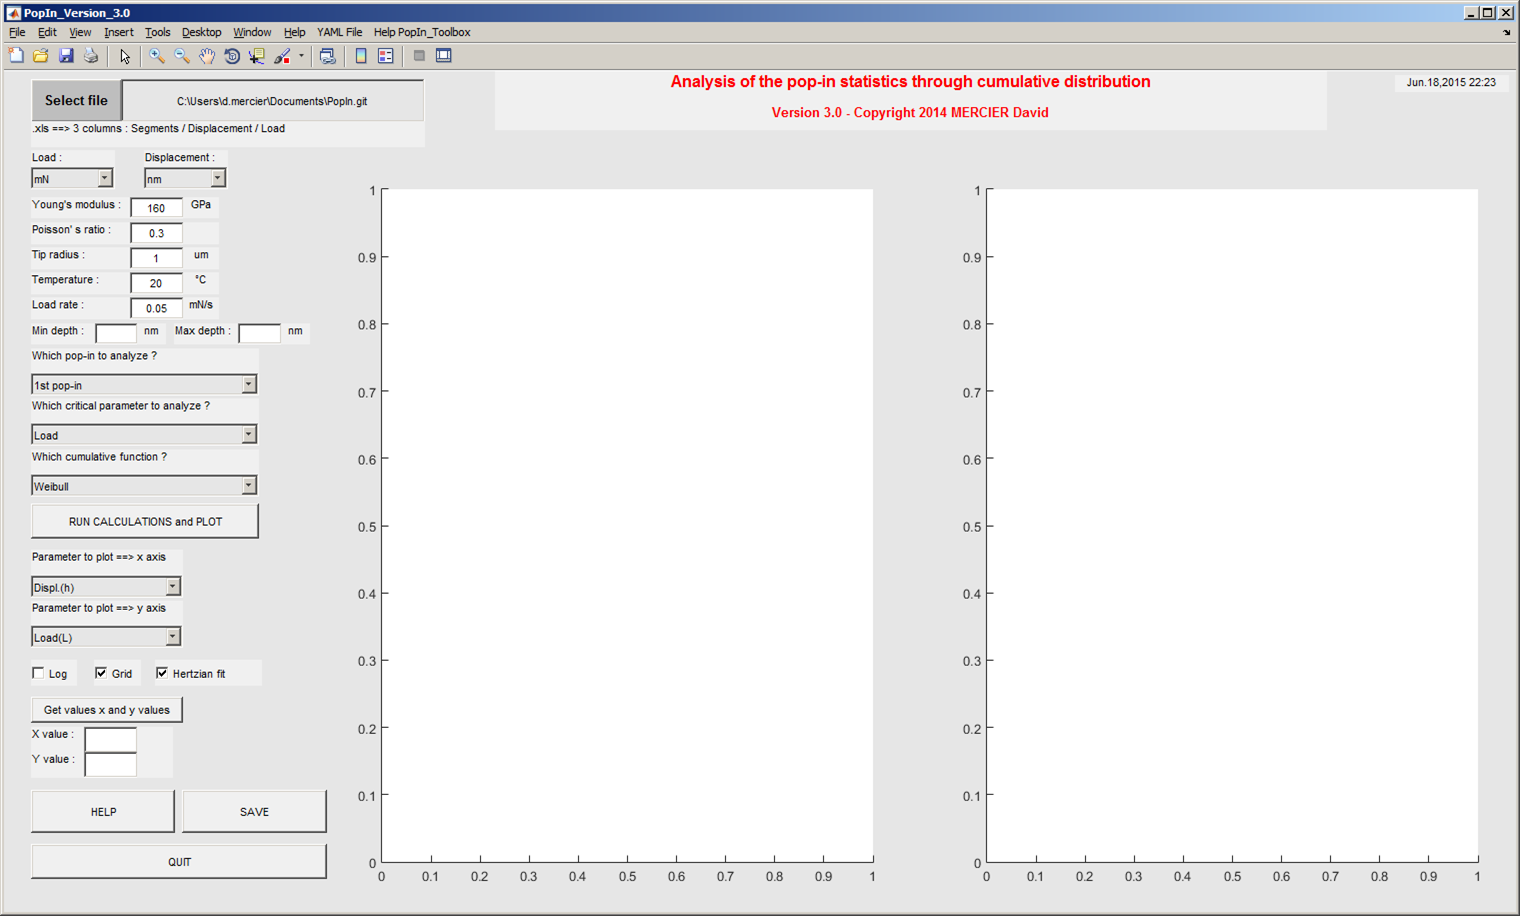 PopIn_Version_3.0
File Edit View Insert Tools Desktop Window Help YAML File Help PopIn_Toolbox
Analysis of the pop-in statistics through cumulative distribution
Version 3.0 - Copyright 2014 MERCIER David
Jun.18,2015 22:23
Select file
C:\Users\d.mercier\Documents\PopIn.git
.xls ==> 3 columns : Segments / Displacement / Load
Load : Displacement :
mN nm
Young's modulus : 160 GPa
Poisson' s ratio : 0.3
Tip radius : 1 um
Temperature : 20 °C
Load rate : 0.05 mN/s
Min depth : nm Max depth : nm
Which pop-in to analyze ?
1st pop-in
Which critical parameter to analyze ?
Load
Which cumulative function ?
Weibull
RUN CALCULATIONS and PLOT
Parameter to plot ==> x axis
Displ.(h)
Parameter to plot ==> y axis
Load(L)
Log Grid Hertzian fit
Get values x and y values
X value :
Y value :
HELP SAVE
QUIT
1
0.9
0.8
0.7
0.6
0.5
0.4
0.3
0.2
0.1
0
0 0.1 0.2 0.3 0.4 0.5 0.6 0.7 0.8 0.9 1
1
0.9
0.8
0.7
0.6
0.5
0.4
0.3
0.2
0.1
0
0 0.1 0.2 0.3 0.4 0.5 0.6 0.7 0.8 0.9 1